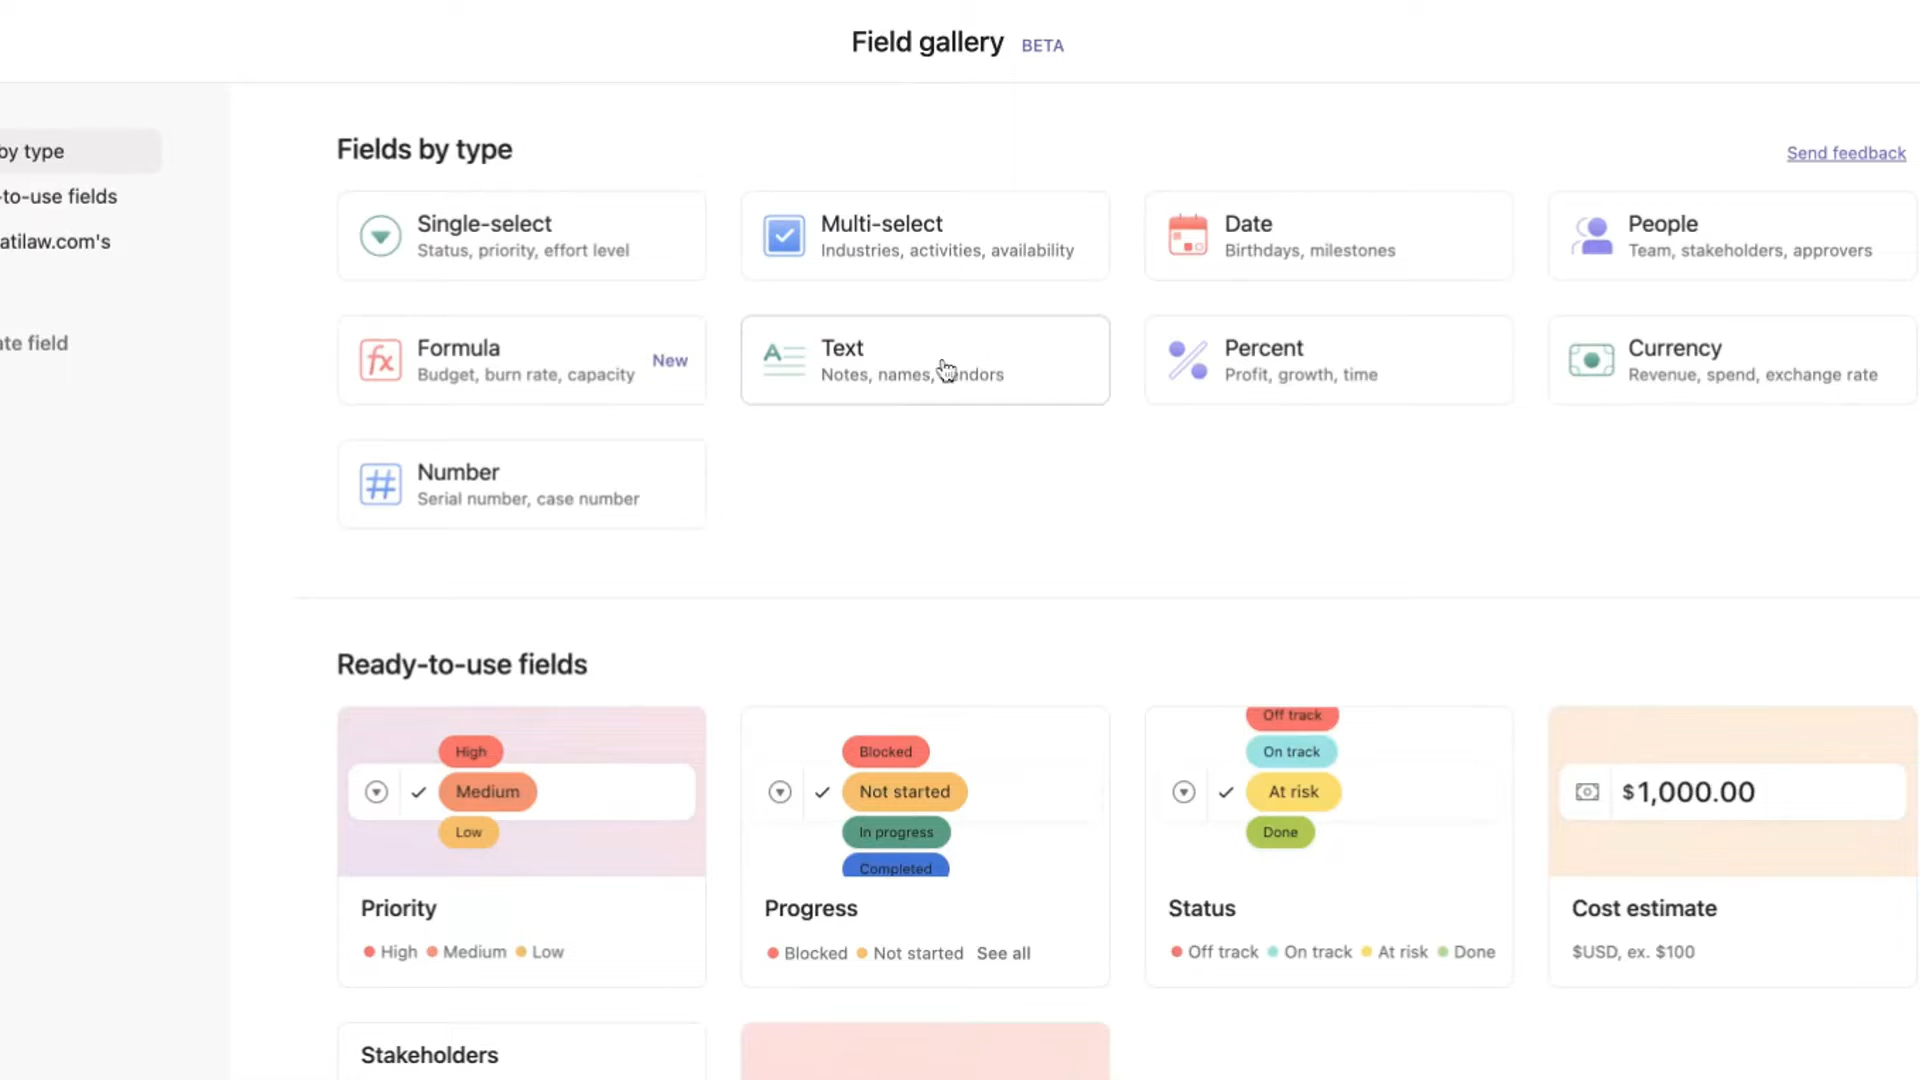 Field gallery BETA
by type
-to-use fields
atilaw.com's
ate field
Fields by type
Send feedback
Single-select
Status, priority, effort level
Multi-select
Industries, activities, availability
Date
Birthdays, milestones
People
Team, stakeholders, approvers
Formula
Budget, burn rate, capacity
New
Text
Notes, names, vendors
Percent
Profit, growth, time
Currency
Revenue, spend, exchange rate
Number
Serial number, case number
Ready-to-use fields
High
Medium
Low
Priority
High Medium Low
Blocked
Not started
In progress
Completed
Progress
Blocked Not started See all
Off track
On track
At risk
Done
Status
Off track On track At risk Done
$1,000.00
Cost estimate
$USD, ex. $100
Stakeholders